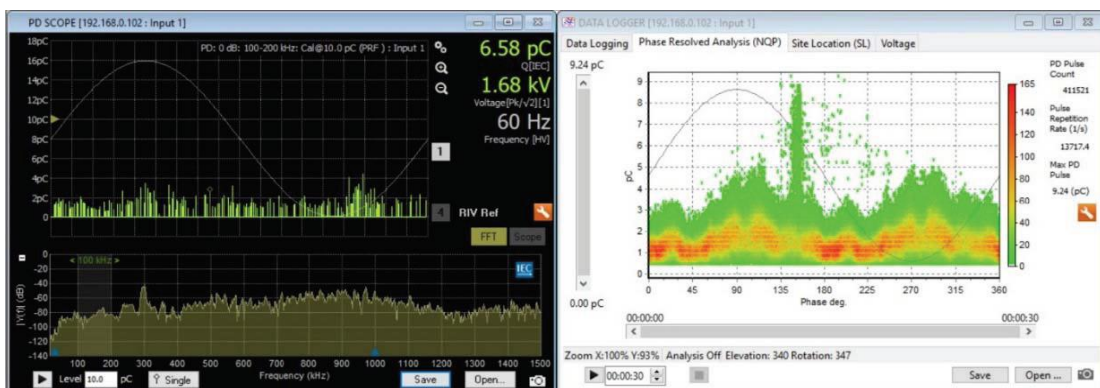 PD SCOPE [192.168.0.102 : Input 1]
18pC
16pC
14pC
12pC
10pC
8pC
6pC
4pC
2pC
0
PD: 0 dB: 100-200 kHz: Cal@10.0 pC (PRF) : Input 1
6.58 pC
Q[IEC]
1.68 kV
Voltage[Pk/√2][1]
60 Hz
Frequency [HV]
1
4 RIV Ref
FFT Scope
< 100 kHz >
IEC
|Y(f)| (dB)
0
-20
-40
-60
-80
-100
-120
-140
100 200 300 400 500 600 700 800 900 1000 1100 1200 1300 1500
Level 10.0 pC Single Frequency (kHz) Save Open...
DATA LOGGER [192.168.0.102 : Input 1]
Data Logging Phase Resolved Analysis (NQP) Site Location (SL) Voltage
9.24 pC
0.00 pC
pC
9
8
7
6
5
4
3
2
1
0
0 45 90 135 180 225 270 315 360
Phase deg.
165
140
120
100
80
60
40
20
0
PD Pulse
Count
411521
Pulse
Repetition
Rate (1/s)
13717.4
Max PD
Pulse
9.24 (pC)
00:00:00 00:00:30
Zoom X:100% Y:93% Analysis Off Elevation: 340 Rotation: 347
00:00:30 Save Open ...